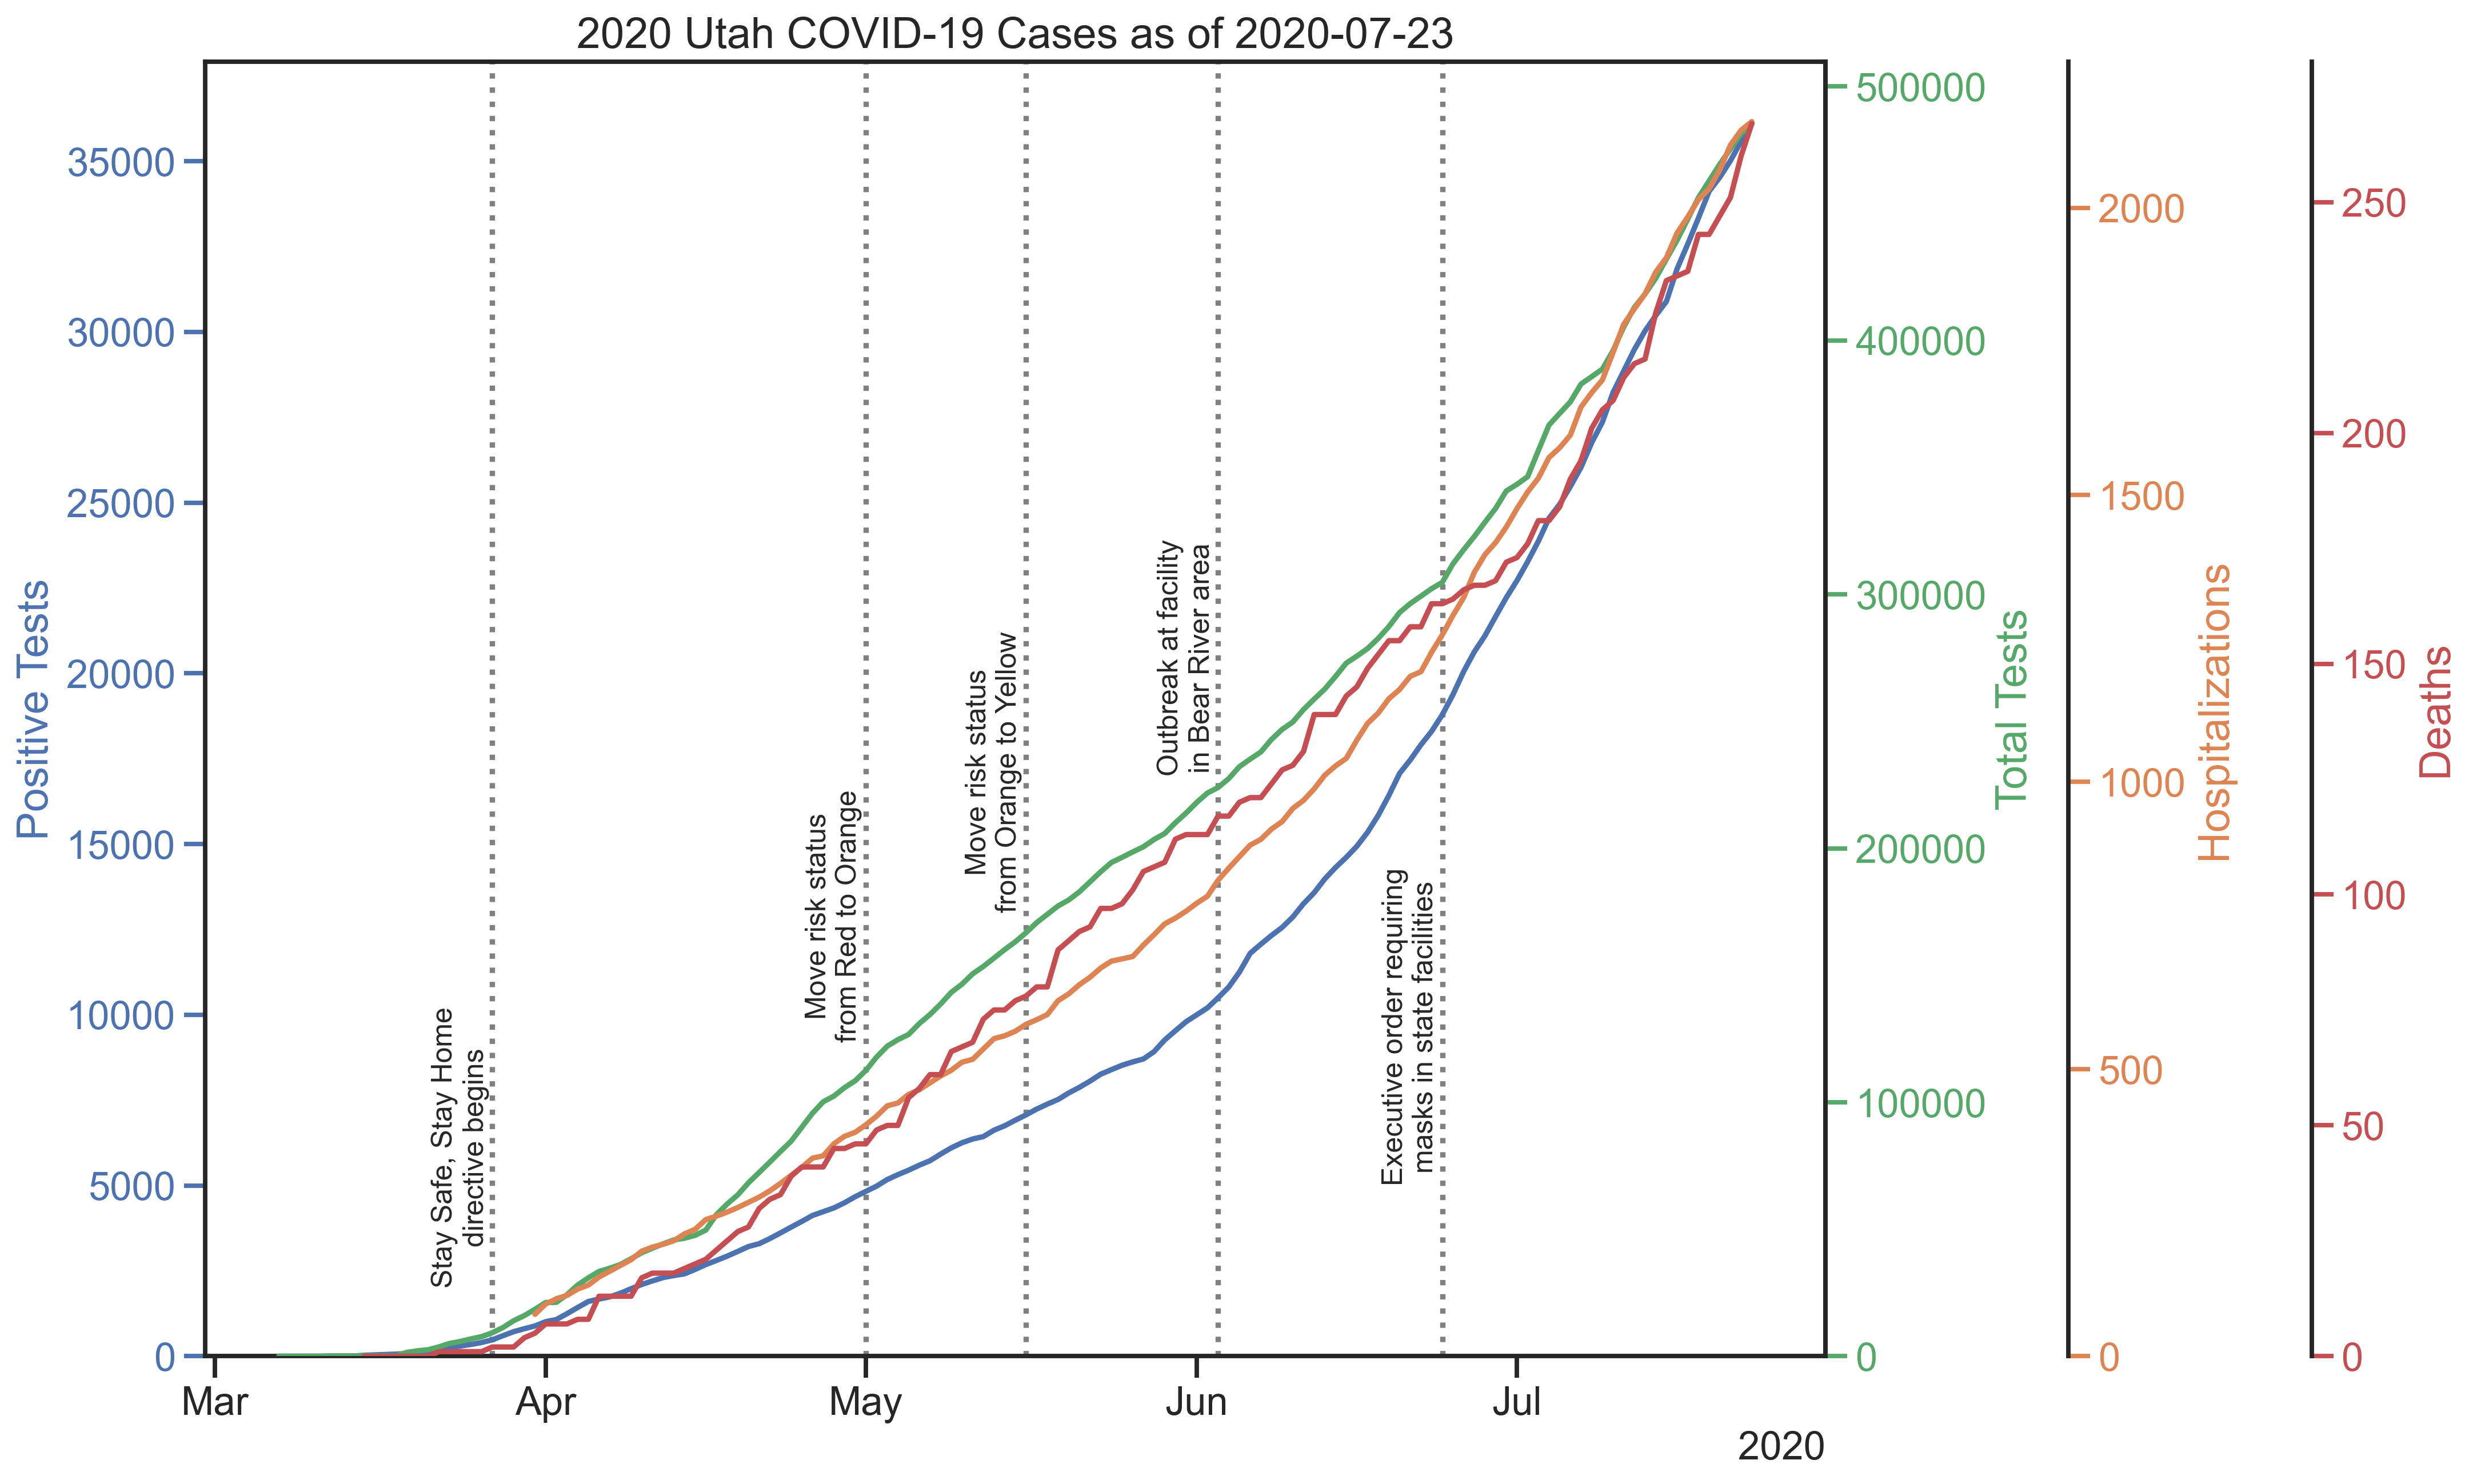 2020 Utah COVID-19 Cases as of 2020-07-23
Positive Tests
35000
30000
25000
20000
15000
10000
5000
0
Stay Safe, Stay Home
directive begins
Move risk status
from Red to Orange
Move risk status
from Orange to Yellow
Outbreak at facility
in Bear River area
Executive order requiring
masks in state facilities
500000
400000
300000
200000
100000
0
Total Tests
2000
1500
1000
500
0
Hospitalizations
250
200
150
100
50
0
Deaths
Mar
Apr
May
Jun
Jul
2020